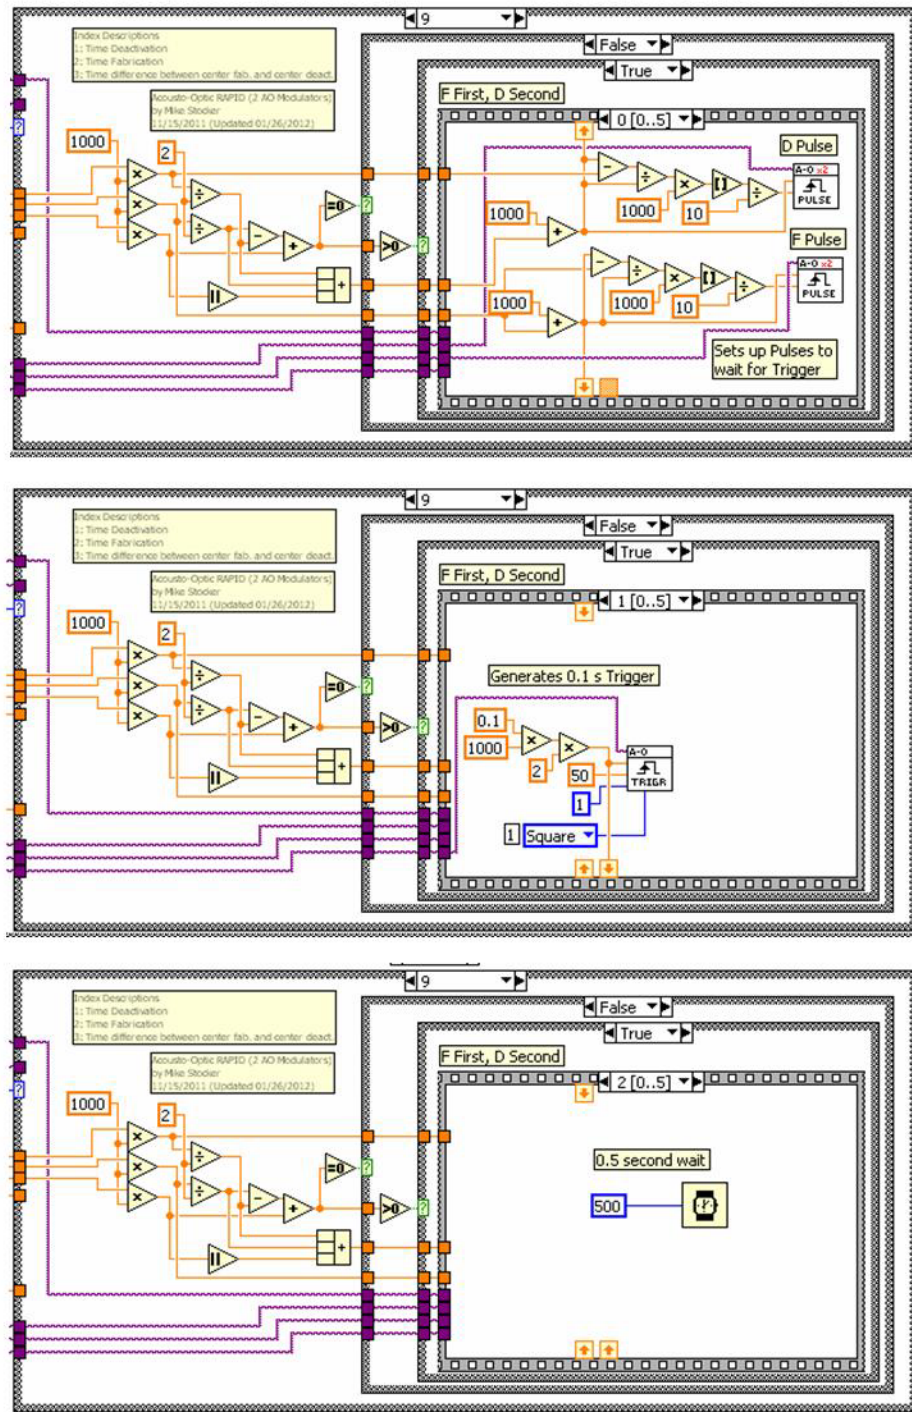 9
Index Descriptions
1: Time Deactivation
2: Time Fabrication
3: Time difference between center fab. and center deact.
False
True
Acousto-Optic RAPID (2 AO Modulators)
by Mike Stocker
11/15/2011 (Updated 01/26/2012)
F First, D Second
0 [0..5]
1000
2
D Pulse
A-O x2
PULSE
=0
1000
1000
10
>0
F Pulse
A-O x2
PULSE
1000
1000
10
Sets up Pulses to
wait for Trigger
9
Index Descriptions
1: Time Deactivation
2: Time Fabrication
3: Time difference between center fab. and center deact.
False
True
Acousto-Optic RAPID (2 AO Modulators)
by Mike Stocker
11/15/2011 (Updated 01/26/2012)
F First, D Second
1 [0..5]
1000
2
Generates 0.1 s Trigger
=0
0.1
1000
>0
2
50
A-O
TRIGR
1
1
Square
9
Index Descriptions
1: Time Deactivation
2: Time Fabrication
3: Time difference between center fab. and center deact.
False
True
Acousto-Optic RAPID (2 AO Modulators)
by Mike Stocker
11/15/2011 (Updated 01/26/2012)
F First, D Second
2 [0..5]
1000
2
0.5 second wait
=0
>0
500